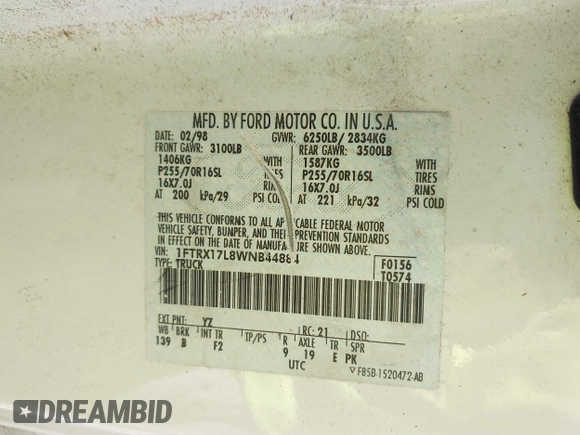 MFD. BY FORD MOTOR CO. IN U.S.A.
DATE: 02/98 GVWR: 6250LB/ 2834KG
FRONT GAWR: 3100LB REAR GAWR: 3500LB
1406KG WITH 1587KG WITH
P255/70R16SL TIRES P255/70R16SL TIRES
16X7.0J RIMS 16X7.0J RIMS
AT 200 kPa/29 PSI COLD AT 221 kPa/32 PSI COLD
THIS VEHICLE CONFORMS TO ALL APPLICABLE FEDERAL MOTOR
VEHICLE SAFETY, BUMPER, AND THEFT PREVENTION STANDARDS
IN EFFECT ON THE DATE OF MANUFACTURE SHOWN ABOVE.
VIN: 1FTRX17L8WNB44884 F0156
TYPE: TRUCK T0574
EXT PNT: YZ RC: 21 DSO:
WB BRK INT TR TP/PS R AXLE TR SPR
139 B F2 9 19 E PK
UTC
▽ F85B-1520472-AB
DREAMBID